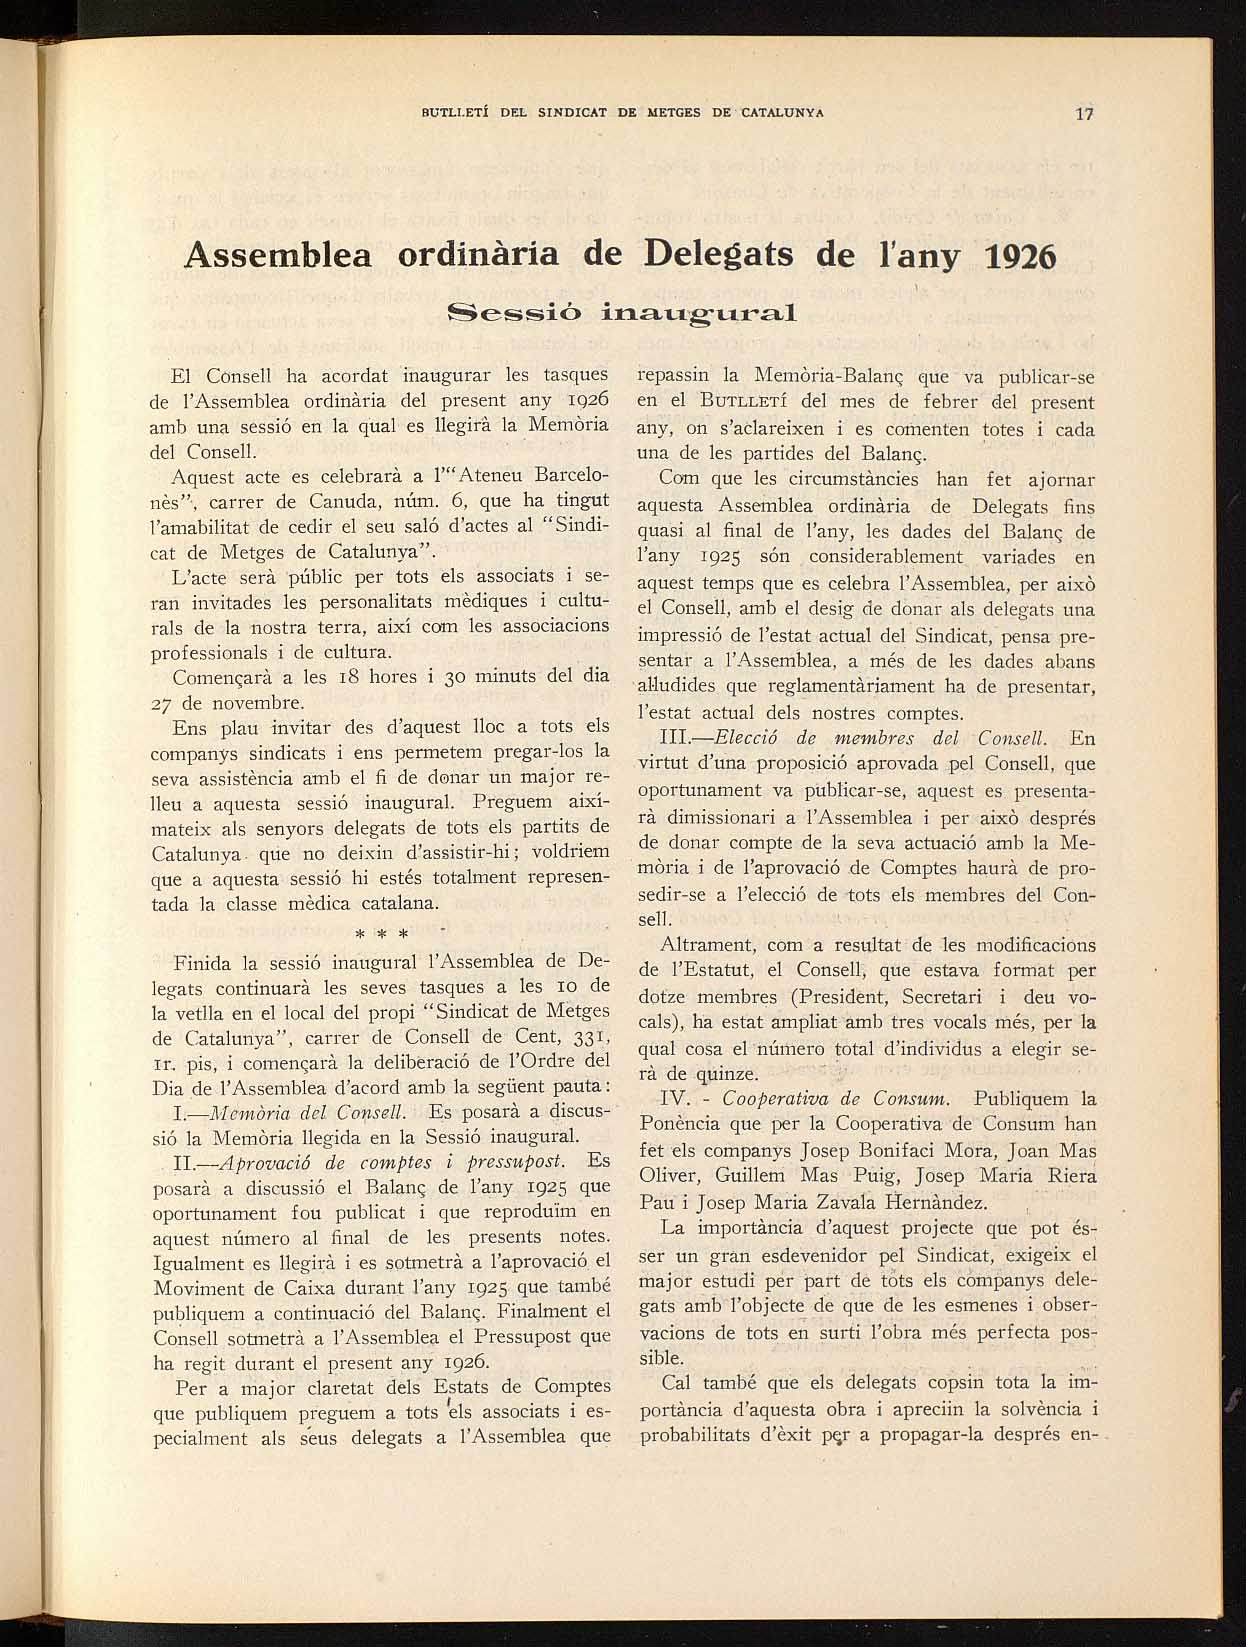 BUTLLETÍ DEL SINDICAT DE METGES DE CATALUNYA 17
Assemblea ordinària de Delegats de l'any 1926
Sessió inaugural
El Consell ha acordat inaugurar les tasques
de l'Assemblea ordinària del present any 1926
amb una sessió en la qual es llegirà la Memòria
del Consell.
Aquest acte es celebrarà a l'"Ateneu Barcelo-
nès", carrer de Canuda, núm. 6, que ha tingut
l'amabilitat de cedir el seu saló d'actes al "Sindi-
cat de Metges de Catalunya".
L'acte serà públic per tots els associats i se-
ran invitades les personalitats mèdiques i cultu-
rals de la nostra terra, així com les associacions
professionals i de cultura.
Començarà a les 18 hores i 30 minuts del dia
27 de novembre.
Ens plau invitar des d'aquest lloc a tots els
companys sindicats i ens permetem pregar-los la
seva assistència amb el fi de donar un major re-
lleu a aquesta sessió inaugural. Preguem aixi-
mateix als senyors delegats de tots els partits de
Catalunya que no deixin d'assistir-hi; voldriem
que a aquesta sessió hi estés totalment represen-
tada la classe mèdica catalana.
* * *
Finida la sessió inaugural l'Assemblea de De-
legats continuarà les seves tasques a les 10 de
la vetlla en el local del propi "Sindicat de Metges
de Catalunya", carrer de Consell de Cent, 331,
1r. pis, i començarà la deliberació de l'Ordre del
Dia de l'Assemblea d'acord amb la següent pauta:
I.—Memòria del Consell. Es posarà a discus-
sió la Memòria llegida en la Sessió inaugural.
II.—Aprovació de comptes i pressupost. Es
posarà a discussió el Balanç de l'any 1925 que
oportunament fou publicat i que reproduïm en
aquest número al final de les presents notes.
Igualment es llegirà i es sotmetrà a l'aprovació el
Moviment de Caixa durant l'any 1925 que també
publiquem a continuació del Balanç. Finalment el
Consell sotmetrà a l'Assemblea el Pressupost que
ha regit durant el present any 1926.
Per a major claretat dels Estats de Comptes
que publiquem preguem a tots els associats i es-
pecialment als seus delegats a l'Assemblea que
repassin la Memòria-Balanç que va publicar-se
en el BUTLLETÍ del mes de febrer del present
any, on s'aclareixen i es comenten totes i cada
una de les partides del Balanç.
Com que les circumstàncies han fet ajornar
aquesta Assemblea ordinària de Delegats fins
quasi al final de l'any, les dades del Balanç de
l'any 1925 són considerablement variades en
aquest temps que es celebra l'Assemblea, per això
el Consell, amb el desig de donar als delegats una
impressió de l'estat actual del Sindicat, pensa pre-
sentar a l'Assemblea, a més de les dades abans
al·ludides que reglamentàriament ha de presentar,
l'estat actual dels nostres comptes.
III.—Elecció de membres del Consell. En
virtut d'una proposició aprovada pel Consell, que
oportunament va publicar-se, aquest es presenta-
rà dimissionari a l'Assemblea i per això després
de donar compte de la seva actuació amb la Me-
mòria i de l'aprovació de Comptes haurà de pro-
sedir-se a l'elecció de tots els membres del Con-
sell.
Altrament, com a resultat de les modificacions
de l'Estatut, el Consell, que estava format per
dotze membres (President, Secretari i deu vo-
cals), ha estat ampliat amb tres vocals més, per la
qual cosa el número total d'individus a elegir se-
rà de quinze.
IV. - Cooperativa de Consum. Publiquem la
Ponència que per la Cooperativa de Consum han
fet els companys Josep Bonifaci Mora, Joan Mas
Oliver, Guillem Mas Puig, Josep Maria Riera
Pau i Josep Maria Zavala Hernàndez.
La importància d'aquest projecte que pot és-
ser un gran esdevenidor pel Sindicat, exigeix el
major estudi per part de tots els companys dele-
gats amb l'objecte de que de les esmenes i obser-
vacions de tots en surti l'obra més perfecta pos-
sible.
Cal també que els delegats copsin tota la im-
portància d'aquesta obra i apreciin la solvència i
probabilitats d'èxit per a propagar-la després en-